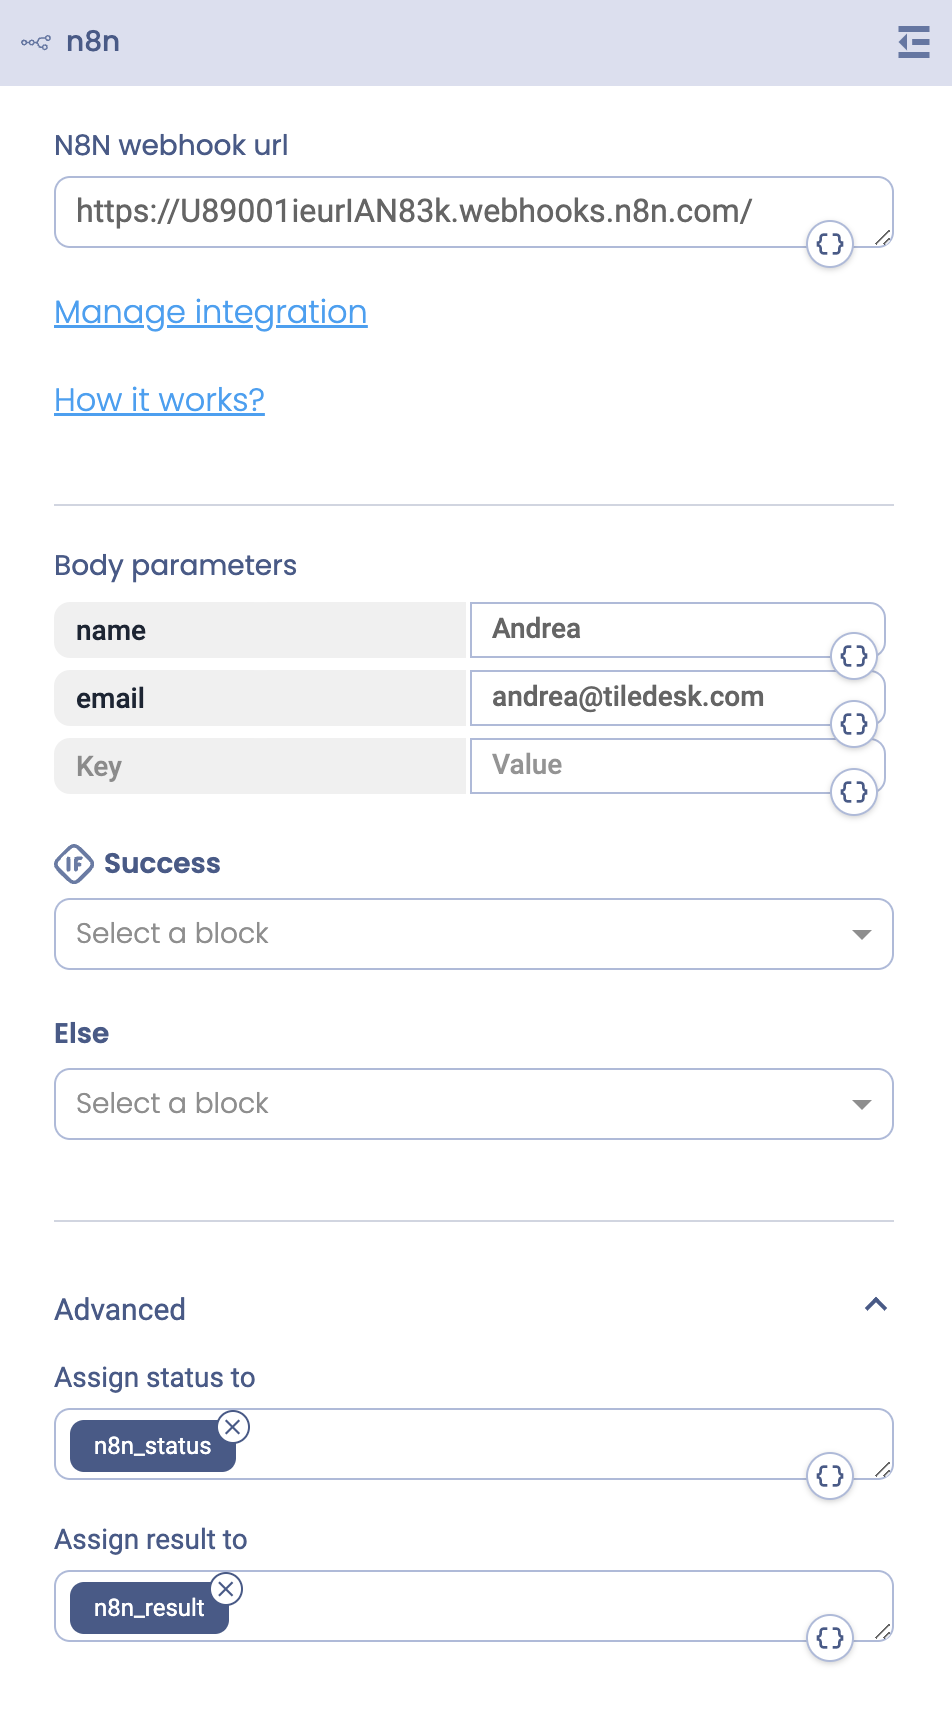 n8n
N8N webhook url
https://U89001ieurIAN83k.webhooks.n8n.com/
{}
Manage integration
How it works?
Body parameters
name Andrea
{}
email andrea@tiledesk.com
{}
Key Value
{}
IF Success
Select a block
Else
Select a block
Advanced
Assign status to
n8n_status
{}
Assign result to
n8n_result
{}